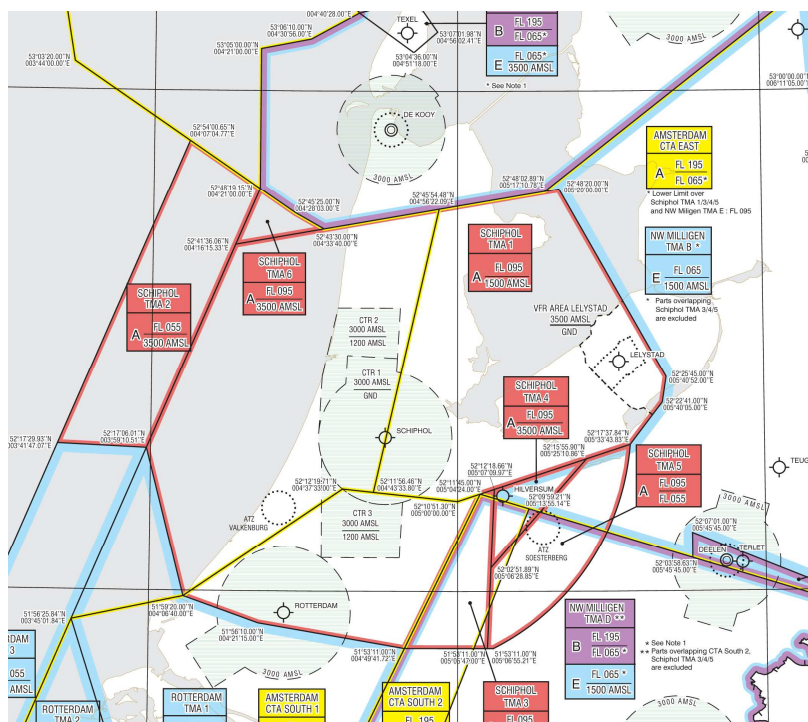 004°40'28.00"E
TEXEL
53°06'10.00"N
004°30'56.00"E
B
FL 195
FL 065*
E
FL 065*
3500 AMSL
* See Note 1
3000 AMSL
53°03'20.00"N
003°44'00.00"E
53°05'00.00"N
004°21'00.00"E
53°07'01.98"N
004°56'02.41"E
53°04'36.00"N
004°51'18.00"E
53°00'00.00"N
006°11'05.00"E
DE KOOY
3000 AMSL
52°54'00.65"N
004°07'04.77"E
AMSTERDAM
CTA EAST
A
FL 195
FL 065*
* Lower Limit over
Schiphol TMA 1/3/4/5
and NW Milligen TMA E : FL 095
52°48'19.15"N
004°21'00.00"E
52°45'25.00"N
004°28'03.00"E
52°45'54.48"N
004°56'22.09"E
52°48'02.89"N
005°17'10.78"E
52°48'20.00"N
005°20'00.00"E
52°43'30.00"N
004°33'40.00"E
52°41'36.06"N
004°16'15.33"E
SCHIPHOL
TMA 6
A
FL 095
3500 AMSL
SCHIPHOL
TMA 1
A
FL 095
1500 AMSL
NW MILLIGEN
TMA B *
E
FL 065
1500 AMSL
* Parts overlapping
Schiphol TMA 3/4/5
are excluded
SCHIPHOL
TMA 2
A
FL 055
3500 AMSL
CTR 2
3000 AMSL
1200 AMSL
VFR AREA LELYSTAD
3500 AMSL
GND
LELYSTAD
CTR 1
3000 AMSL
GND
52°25'45.00"N
005°40'52.00"E
52°22'41.00"N
005°40'05.00"E
SCHIPHOL
TMA 4
A
FL 095
3500 AMSL
52°17'29.93"N
003°41'47.07"E
52°17'06.01"N
003°59'10.51"E
SCHIPHOL
52°17'37.84"N
005°33'43.83"E
52°15'55.90"N
005°25'10.86"E
SCHIPHOL
TMA 5
A
FL 095
FL 055
TEUG
52°12'18.66"N
005°07'09.97"E
52°12'19.71"N
004°37'33.00"E
52°11'56.46"N
004°43'33.80"E
52°11'45.00"N
005°04'24.00"E
HILVERSUM
52°10'51.30"N
005°00'00.00"E
52°09'59.21"N
005°13'55.14"E
ATZ
VALKENBURG
CTR 3
3000 AMSL
1200 AMSL
ATZ
SOESTERBERG
3000 AMSL
52°07'01.00"N
005°45'45.00"E
DEELEN
TERLET
52°03'58.63"N
005°45'45.00"E
52°02'51.89"N
005°06'28.85"E
51°59'20.00"N
004°06'40.00"E
ROTTERDAM
51°56'25.84"N
003°45'01.84"E
51°56'10.00"N
004°21'15.00"E
NW MILLIGEN
TMA D **
B
FL 195
FL 065*
E
FL 065*
1500 AMSL
* See Note 1
** Parts overlapping CTA South 2,
Schiphol TMA 3/4/5
are excluded
51°53'11.00"N
004°49'41.72"E
51°53'11.00"N
005°05'47.00"E
51°53'11.00"N
005°06'55.21"E
3000 AMSL
RDAM
3
055
AMSL
ROTTERDAM
TMA 2
ROTTERDAM
TMA 1
AMSTERDAM
CTA SOUTH 1
AMSTERDAM
CTA SOUTH 2
FL 195
SCHIPHOL
TMA 3
FL 095
3000 AMSL